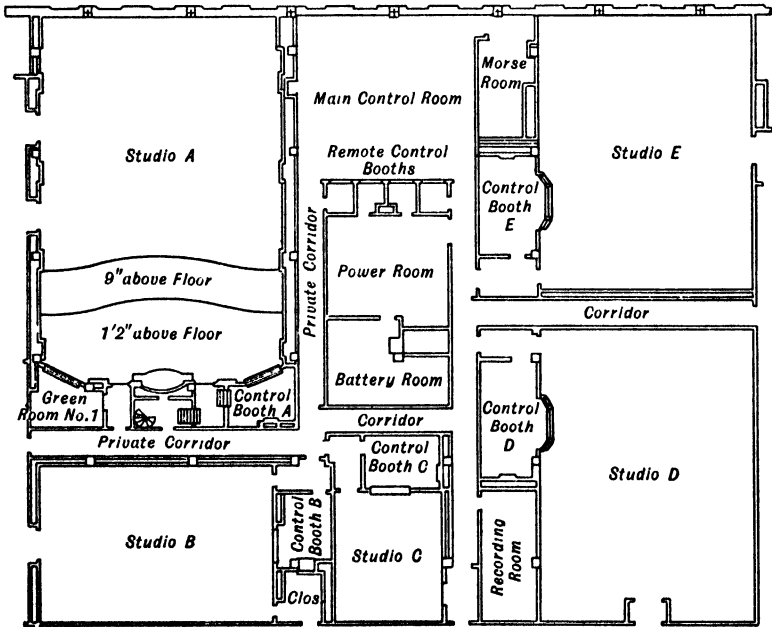 Morse
Room
Main Control Room
Studio A
Studio E
Remote Control
Booths
Control
Booth
E
Private Corridor
9" above Floor
Power Room
Corridor
1'2" above Floor
Battery Room
Green
Room No.1
Control
Booth A
Corridor
Control
Booth
D
Private Corridor
Control
Booth C
Studio D
Control
Booth B
Studio B
Studio C
Recording
Room
Clos.